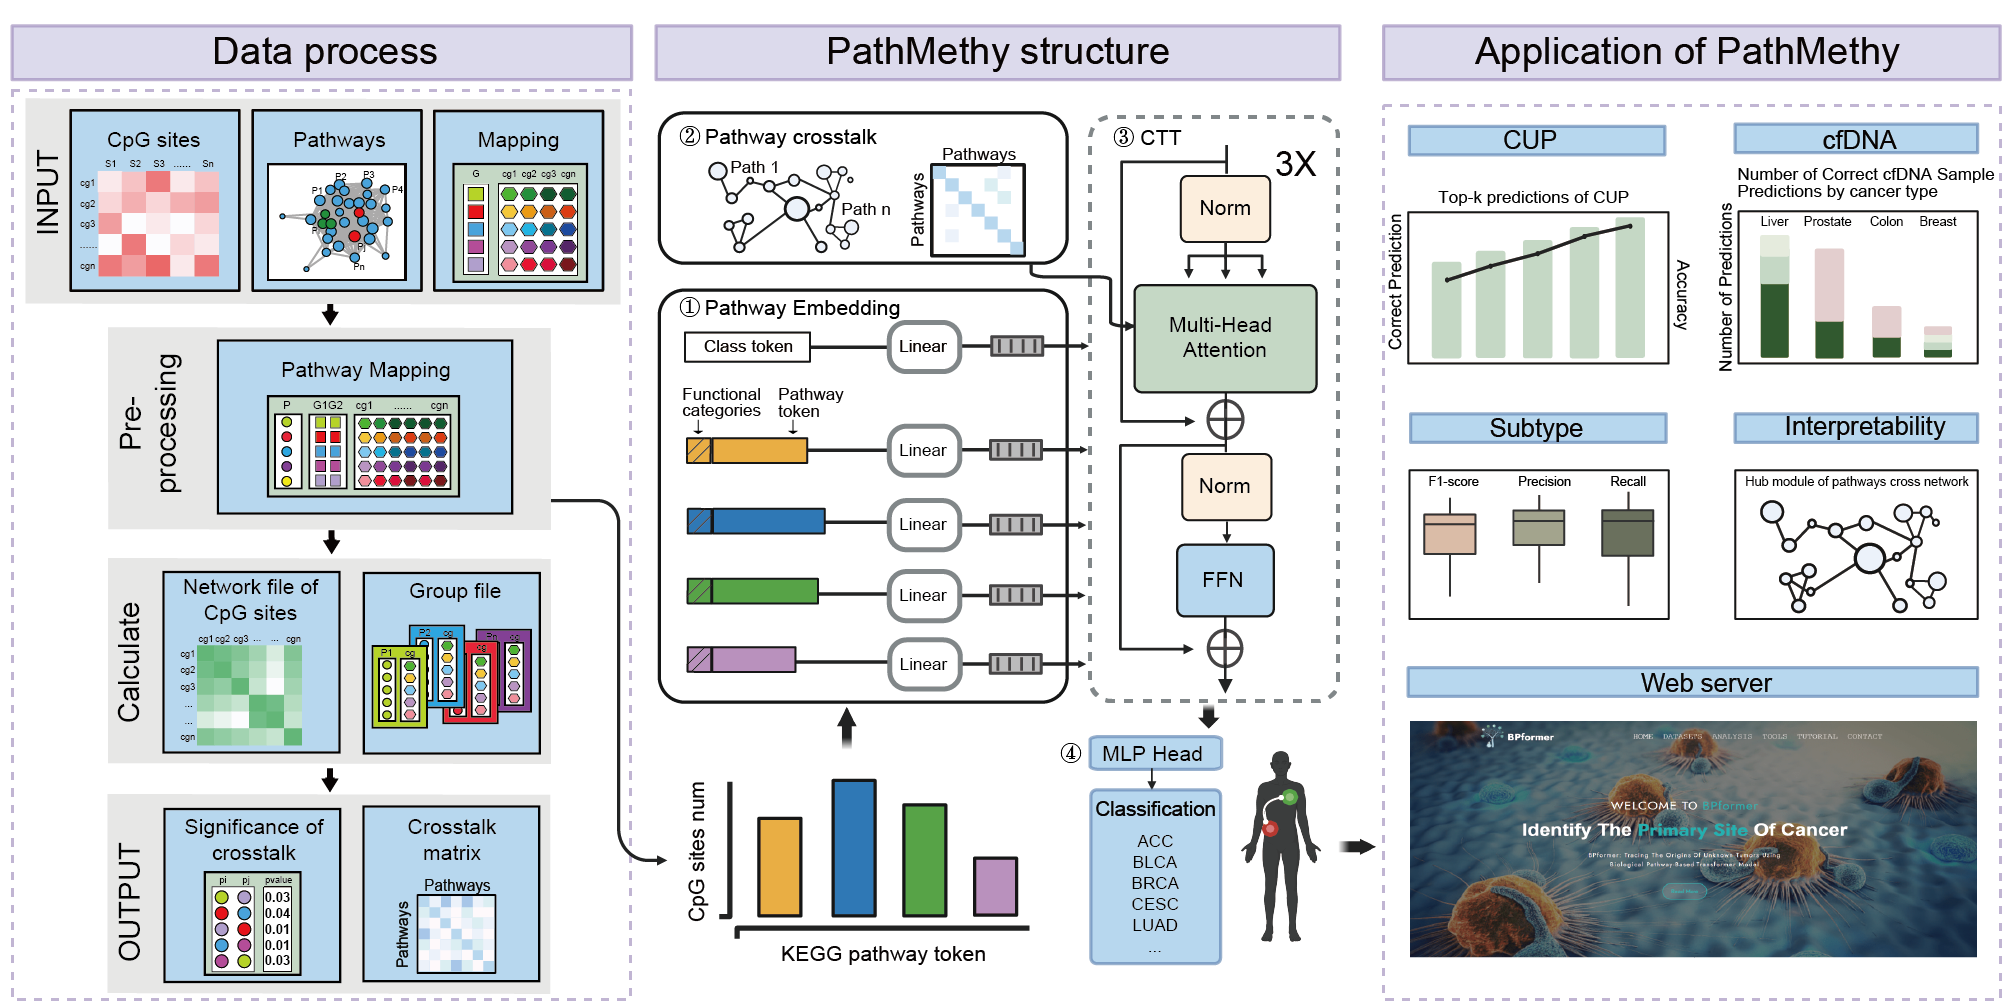 Data process
INPUT
CpG sites
S1 S2 S3 ...... Sn
cg1
cg2
cg3
......
cgn
Pathways
P1
P2
P3
P4
Pn
Mapping
G cg1 cg2 cg3 cgn
Pre-
processing
Pathway Mapping
P G1G2 cg1 ...... cgn
Calculate
Network file of
CpG sites
cg1 cg2 cg3 ... ... cgn
cg1
cg2
cg3
...
...
cgn
Group file
P1 cg
P2 cg
cg
Pn cg
OUTPUT
Significance of
crosstalk
pi pj pvalue
0.03
0.04
0.01
0.01
0.03
Crosstalk
matrix
Pathways
Pathways
PathMethy structure
② Pathway crosstalk
Path 1
Path n
Pathways
Pathways
① Pathway Embedding
Class token
Linear
Functional
categories
Pathway
token
Linear
Linear
Linear
Linear
CpG sites num
KEGG pathway token
③ CTT
3X
Norm
Multi-Head
Attention
Norm
FFN
④ MLP Head
Classification
ACC
BLCA
BRCA
CESC
LUAD
...
Application of PathMethy
CUP
Top-k predictions of CUP
Correct Prediction
Accuracy
cfDNA
Number of Correct cfDNA Sample
Predictions by cancer type
Number of Predictions
Liver Prostate Colon Breast
Subtype
F1-score Precision Recall
Interpretability
Hub module of pathways cross network
Web server
BPformer
HOME DATASETS ANALYSIS TOOLS TUTORIAL CONTACT
WELCOME TO BPformer
Identify The Primary Site Of Cancer
BPformer: Tracing The Origins Of Unknown Tumors Using
Biological Pathway Based Transformer Model